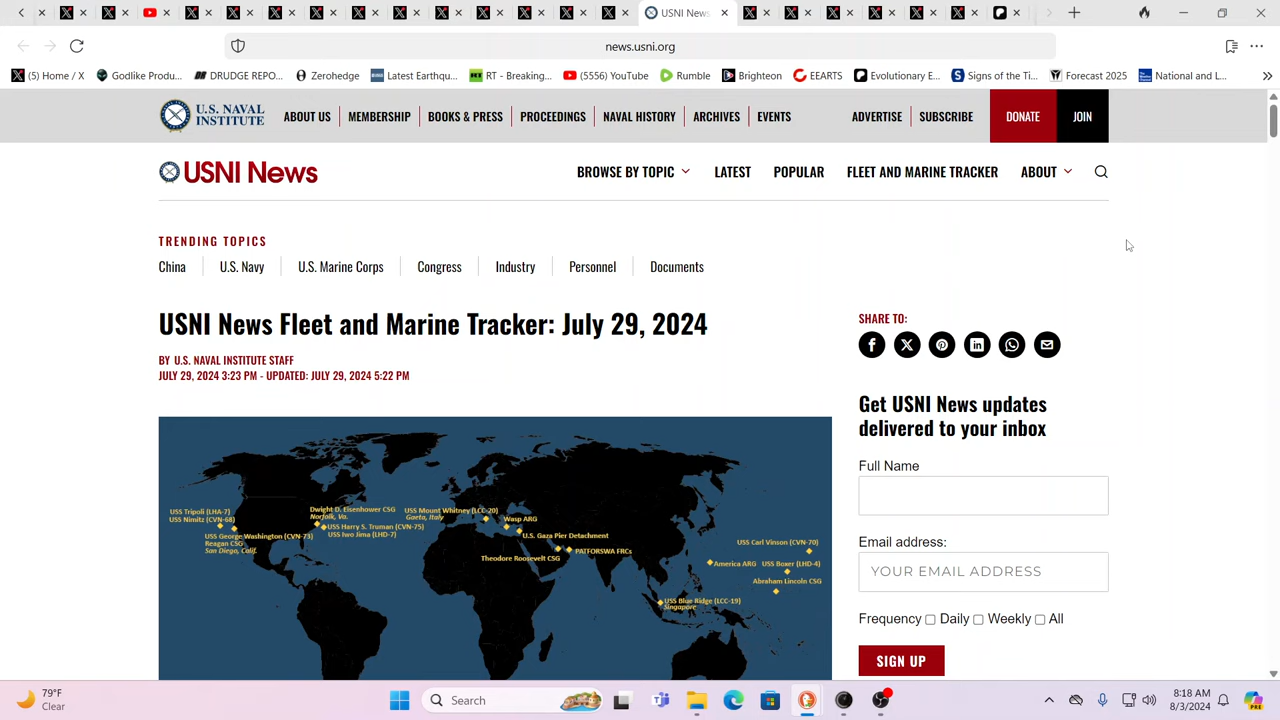 USNI News
news.usni.org
(5) Home / X
Godlike Produ...
DRUDGE REPO...
Zerohedge
Latest Earthqu...
RT - Breaking...
(5556) YouTube
Rumble
Brighteon
EEARTS
Evolutionary E...
Signs of the Ti...
Forecast 2025
National and L...
U.S. NAVAL
INSTITUTE
ABOUT US
MEMBERSHIP
BOOKS & PRESS
PROCEEDINGS
NAVAL HISTORY
ARCHIVES
EVENTS
ADVERTISE
SUBSCRIBE
DONATE
JOIN
USNI News
BROWSE BY TOPIC
LATEST
POPULAR
FLEET AND MARINE TRACKER
ABOUT
TRENDING TOPICS
China
U.S. Navy
U.S. Marine Corps
Congress
Industry
Personnel
Documents
USNI News Fleet and Marine Tracker: July 29, 2024
BY U.S. NAVAL INSTITUTE STAFF
JULY 29, 2024 3:23 PM - UPDATED: JULY 29, 2024 5:22 PM
USS Tripoli (LHA-7)
USS Nimitz (CVN-68)
USS George Washington (CVN-73)
Reagan CSG
San Diego, Calif.
Dwight D. Eisenhower CSG
Norfolk, Va.
USS Harry S. Truman (CVN-75)
USS Iwo Jima (LHD-7)
USS Mount Whitney (LCC-20)
Gaeta, Italy
Wasp ARG
U.S. Gaza Pier Detachment
Theodore Roosevelt CSG
PATFORSWA FRCs
USS Carl Vinson (CVN-70)
America ARG
USS Boxer (LHD-4)
Abraham Lincoln CSG
USS Blue Ridge (LCC-19)
Singapore
SHARE TO:
Get USNI News updates
delivered to your inbox
Full Name
Email address:
YOUR EMAIL ADDRESS
Frequency Daily Weekly All
SIGN UP
79°F
Clear
Search
8:18 AM
8/3/2024